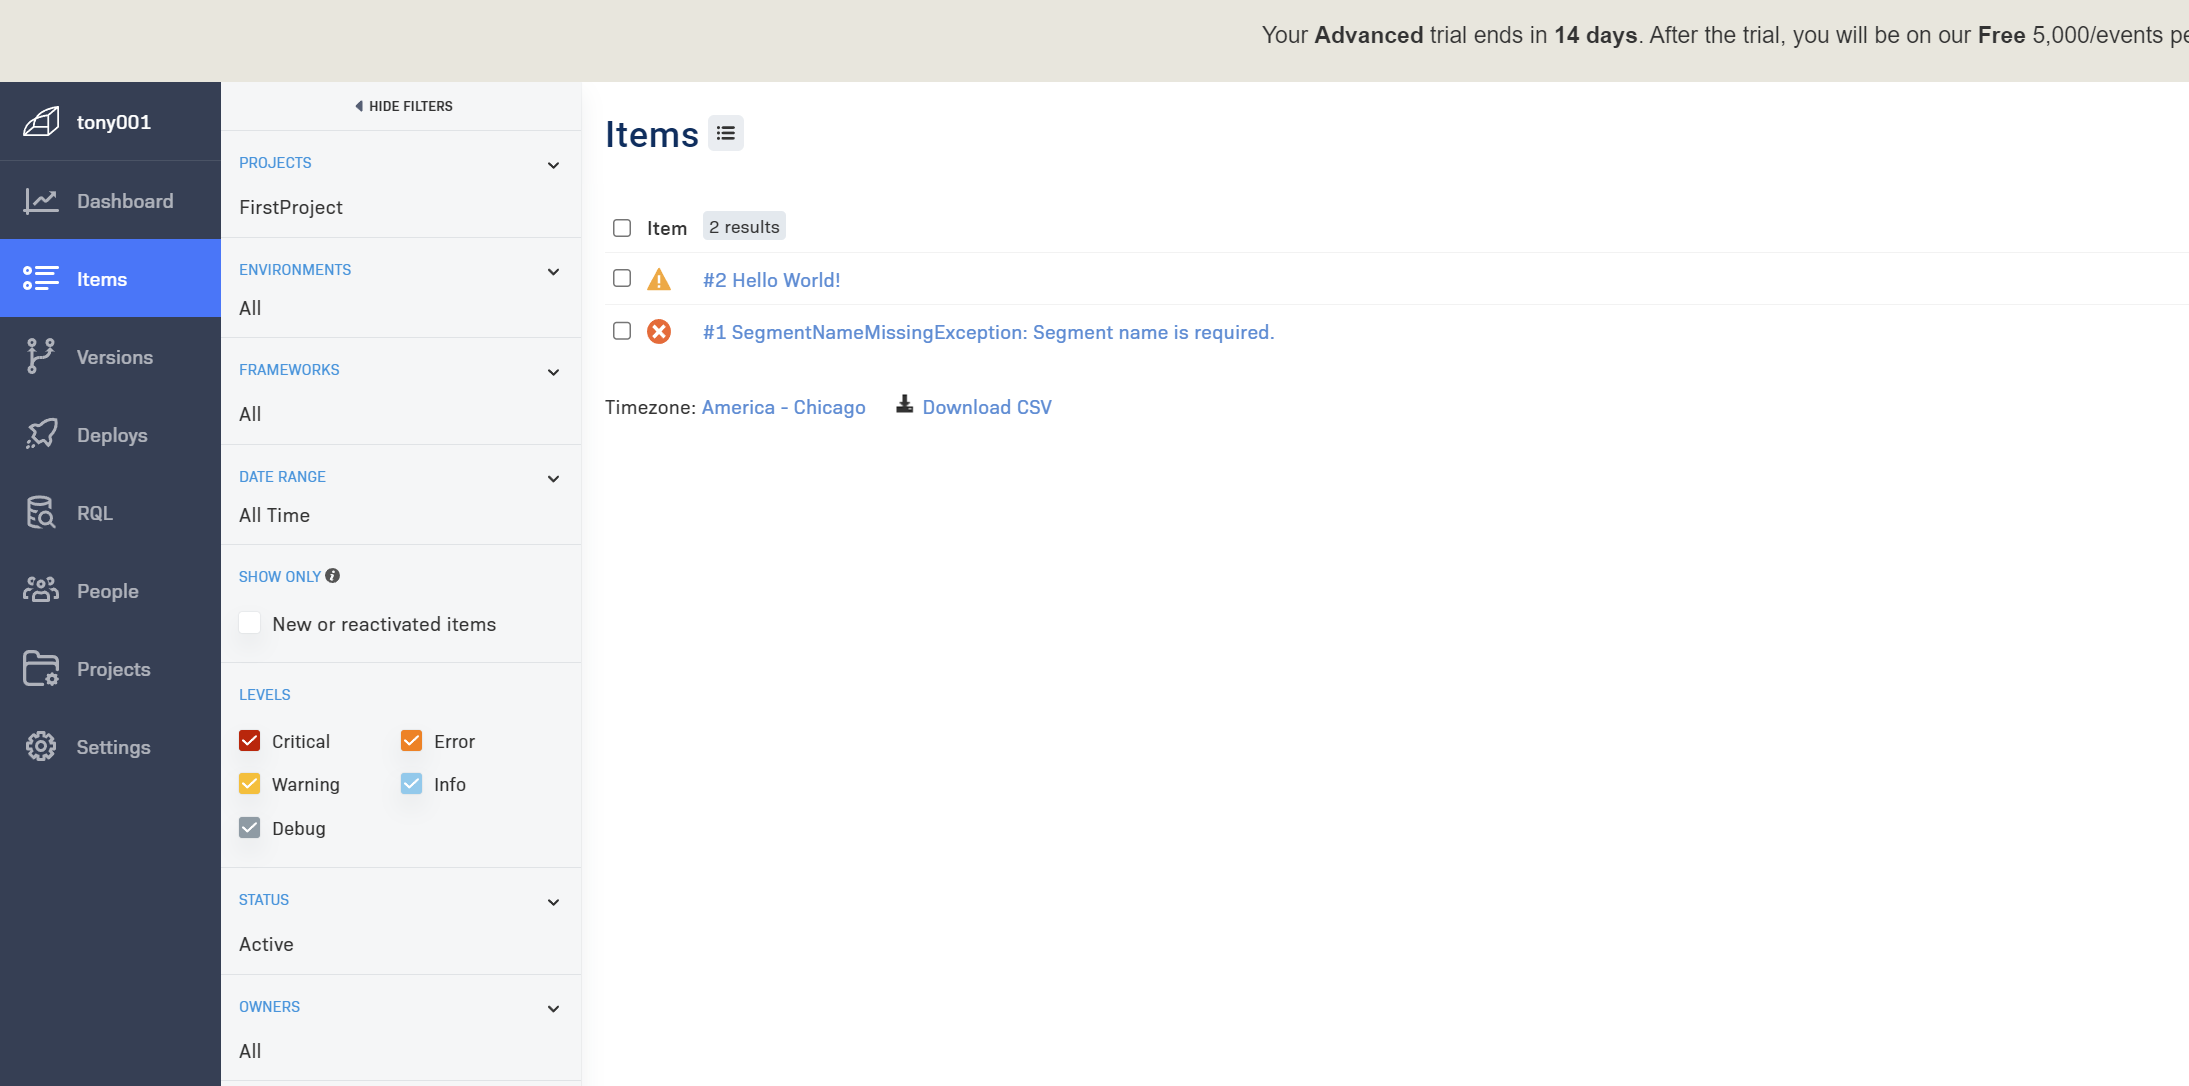 Your Advanced trial ends in 14 days. After the trial, you will be on our Free 5,000/events
tony001
Dashboard
Items
Versions
Deploys
RQL
People
Projects
Settings
HIDE FILTERS
PROJECTS
FirstProject
ENVIRONMENTS
All
FRAMEWORKS
All
DATE RANGE
All Time
SHOW ONLY
New or reactivated items
LEVELS
Critical
Error
Warning
Info
Debug
STATUS
Active
OWNERS
All
Items
Item 2 results
#2 Hello World!
#1 SegmentNameMissingException: Segment name is required.
Timezone: America - Chicago Download CSV